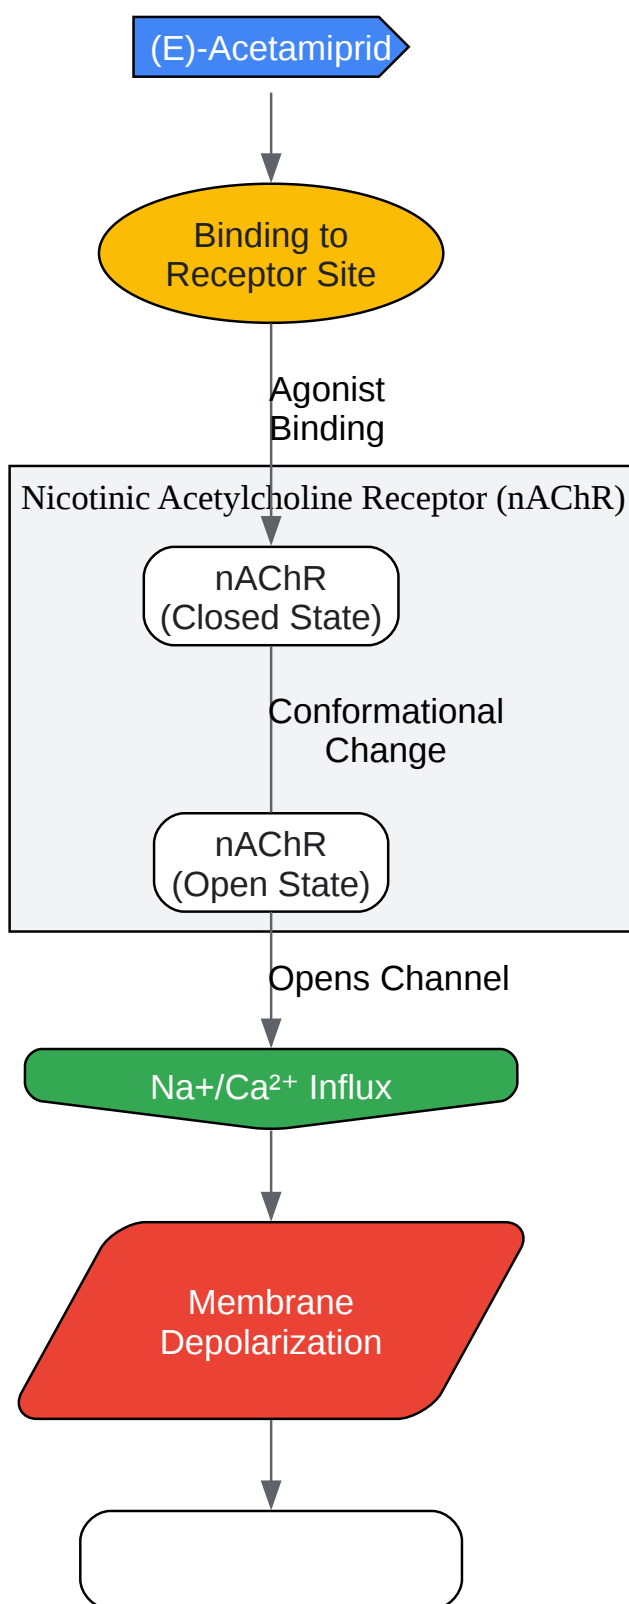 (E)-Acetamiprid
Binding to
Receptor Site
Agonist
Binding
Nicotinic Acetylcholine Receptor (nAChR)
nAChR
(Closed State)
Conformational
Change
nAChR
(Open State)
Opens Channel
Na+/Ca²⁺ Influx
Membrane
Depolarization